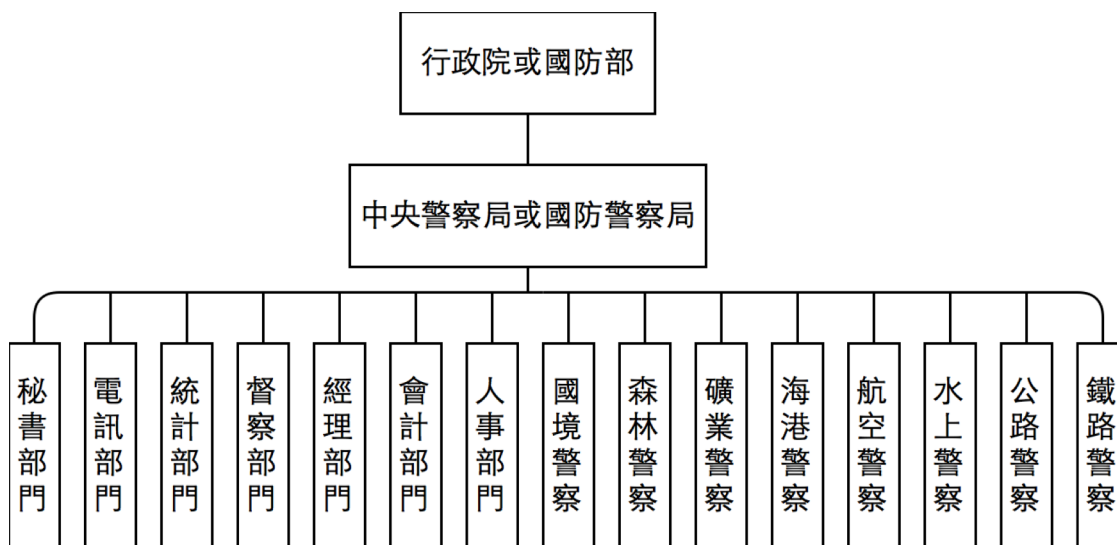 行政院或國防部
中央警察局或國防警察局
秘書部門
電訊部門
統計部門
督察部門
經理部門
會計部門
人事部門
國境警察
森林警察
礦業警察
海港警察
航空警察
水上警察
公路警察
鐵路警察